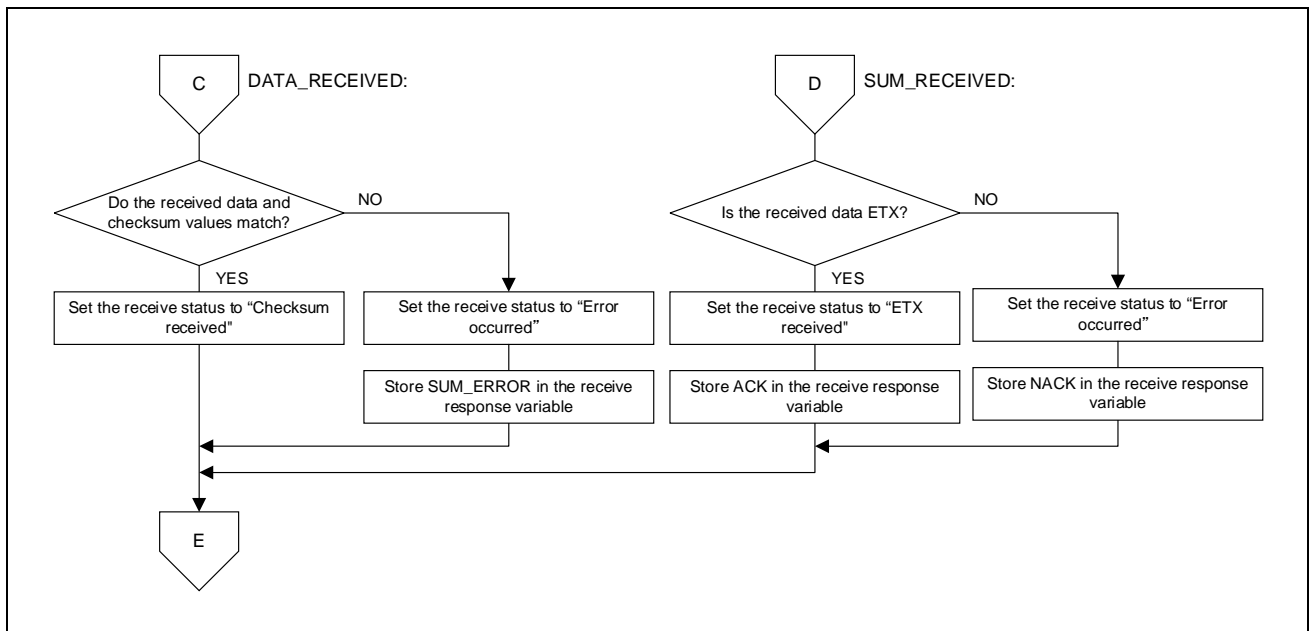 C
DATA_RECEIVED:
D
SUM_RECEIVED:
Do the received data and
checksum values match?
NO
Is the received data ETX?
NO
YES
YES
Set the receive status to “Checksum
received"
Set the receive status to “Error
occurred”
Set the receive status to “ETX
received"
Set the receive status to “Error
occurred”
Store SUM_ERROR in the receive
response variable
Store ACK in the receive response
variable
Store NACK in the receive response
variable
E